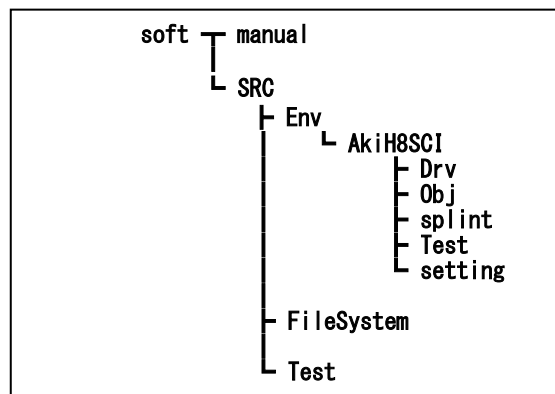 soft manual
SRC
Env
AkiH8SCI
Drv
Obj
splint
Test
setting
FileSystem
Test